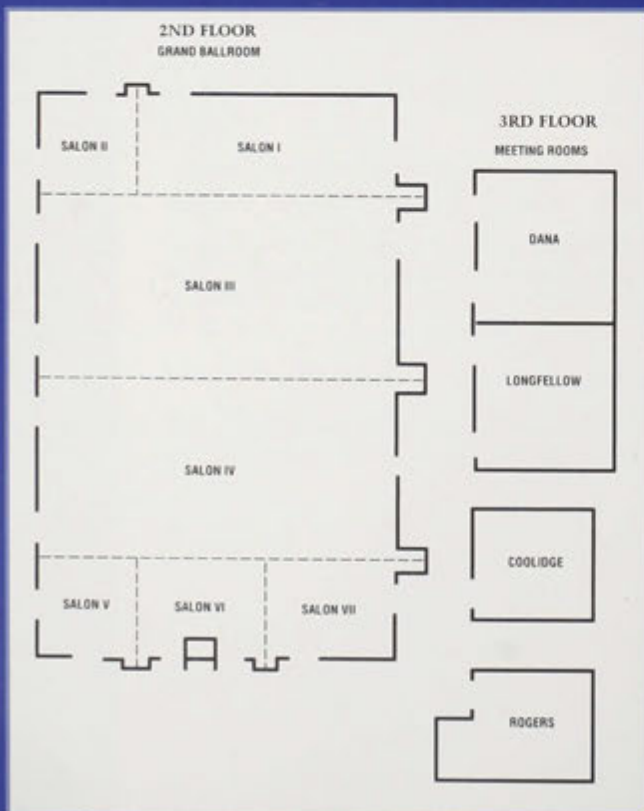 2ND FLOOR
GRAND BALLROOM
SALON II
SALON I
SALON III
SALON IV
SALON V
SALON VI
SALON VII
3RD FLOOR
MEETING ROOMS
DANA
LONGFELLOW
COOLIDGE
ROGERS